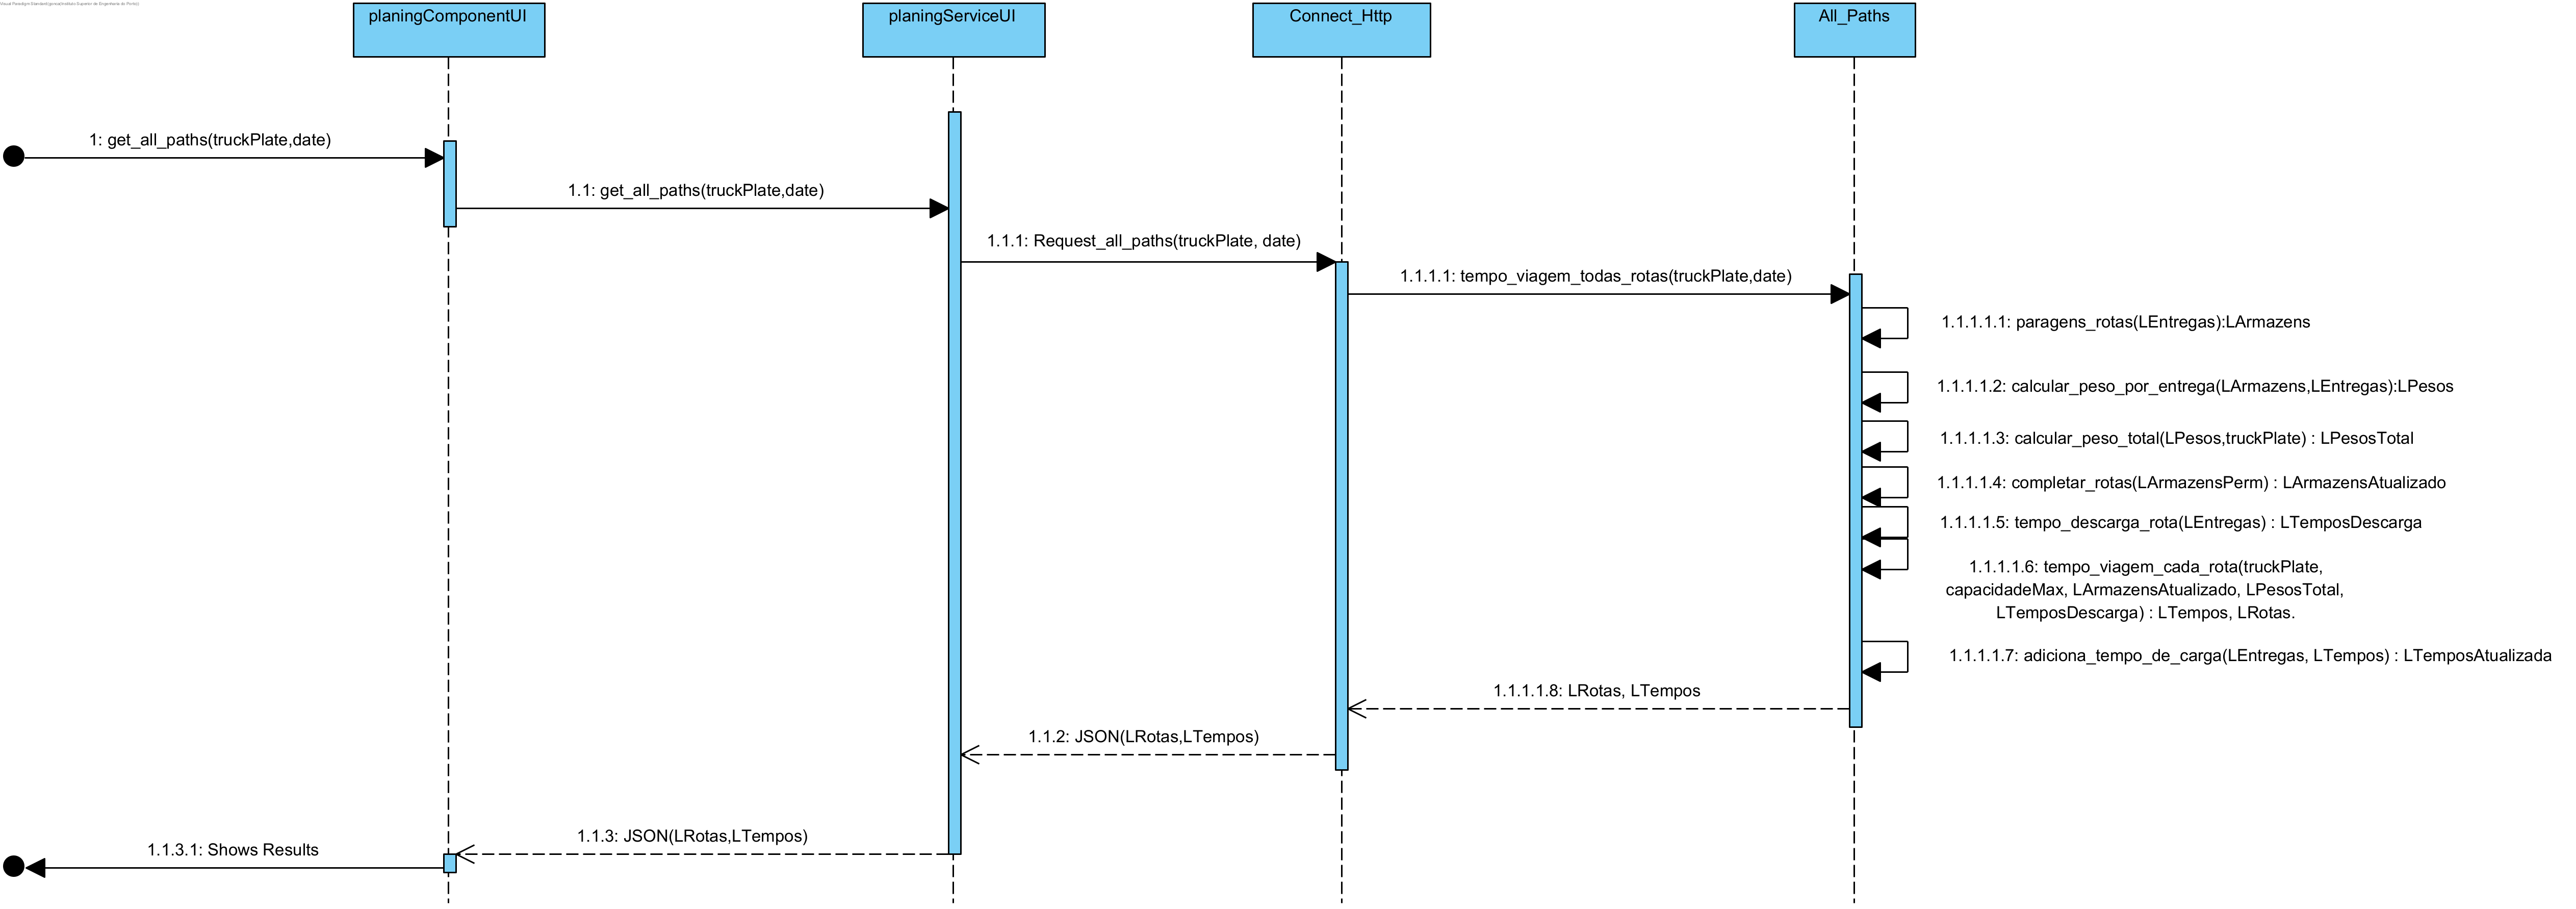 Visual Paradigm Standard(geovai(Instituto Superior de Engenharia do Porto))
planingComponentUI
planingServiceUI
Connect_Http
All_Paths
1: get_all_paths(truckPlate,date)
1.1: get_all_paths(truckPlate,date)
1.1.1: Request_all_paths(truckPlate, date)
1.1.1.1: tempo_viagem_todas_rotas(truckPlate,date)
1.1.1.1.1: paragens_rotas(LEntregas):LArmazens
1.1.1.1.2: calcular_peso_por_entrega(LArmazens,LEntregas):LPesos
1.1.1.1.3: calcular_peso_total(LPesos,truckPlate) : LPesosTotal
1.1.1.1.4: completar_rotas(LArmazensPerm) : LArmazensAtualizado
1.1.1.1.5: tempo_descarga_rota(LEntregas) : LTemposDescarga
1.1.1.1.6: tempo_viagem_cada_rota(truckPlate,
capacidadeMax, LArmazensAtualizado, LPesosTotal,
LTemposDescarga) : LTempos, LRotas.
1.1.1.1.7: adiciona_tempo_de_carga(LEntregas, LTempos) : LTemposAtualizada
1.1.1.1.8: LRotas, LTempos
1.1.2: JSON(LRotas,LTempos)
1.1.3: JSON(LRotas,LTempos)
1.1.3.1: Shows Results